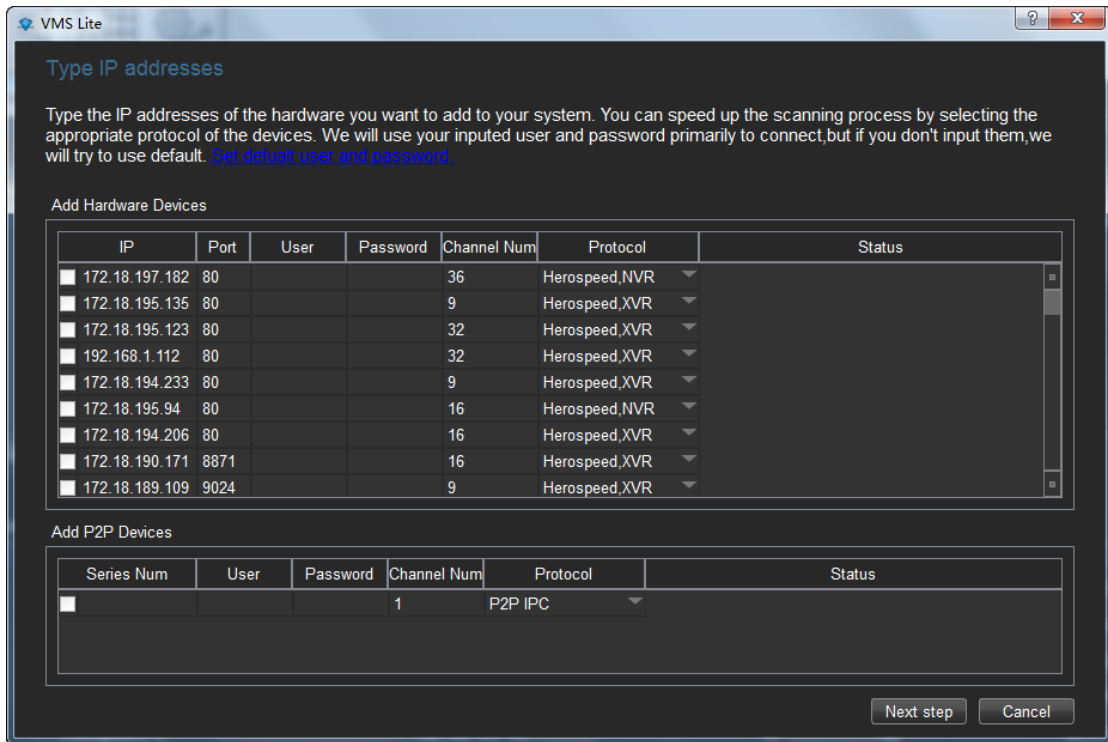 VMS Lite
Type IP addresses
Type the IP addresses of the hardware you want to add to your system. You can speed up the scanning process by selecting the
appropriate protocol of the devices. We will use your inputed user and password primarily to connect,but if you don't input them,we
will try to use default. Set defualt user and password.
Add Hardware Devices
IP Port User Password Channel Num Protocol Status
172.18.197.182 80 36 Herospeed,NVR
172.18.195.135 80 9 Herospeed,XVR
172.18.195.123 80 32 Herospeed,XVR
192.168.1.112 80 32 Herospeed,XVR
172.18.194.233 80 9 Herospeed,XVR
172.18.195.94 80 16 Herospeed,NVR
172.18.194.206 80 16 Herospeed,XVR
172.18.190.171 8871 16 Herospeed,XVR
172.18.189.109 9024 9 Herospeed,XVR
Add P2P Devices
Series Num User Password Channel Num Protocol Status
1 P2P IPC
Next step Cancel